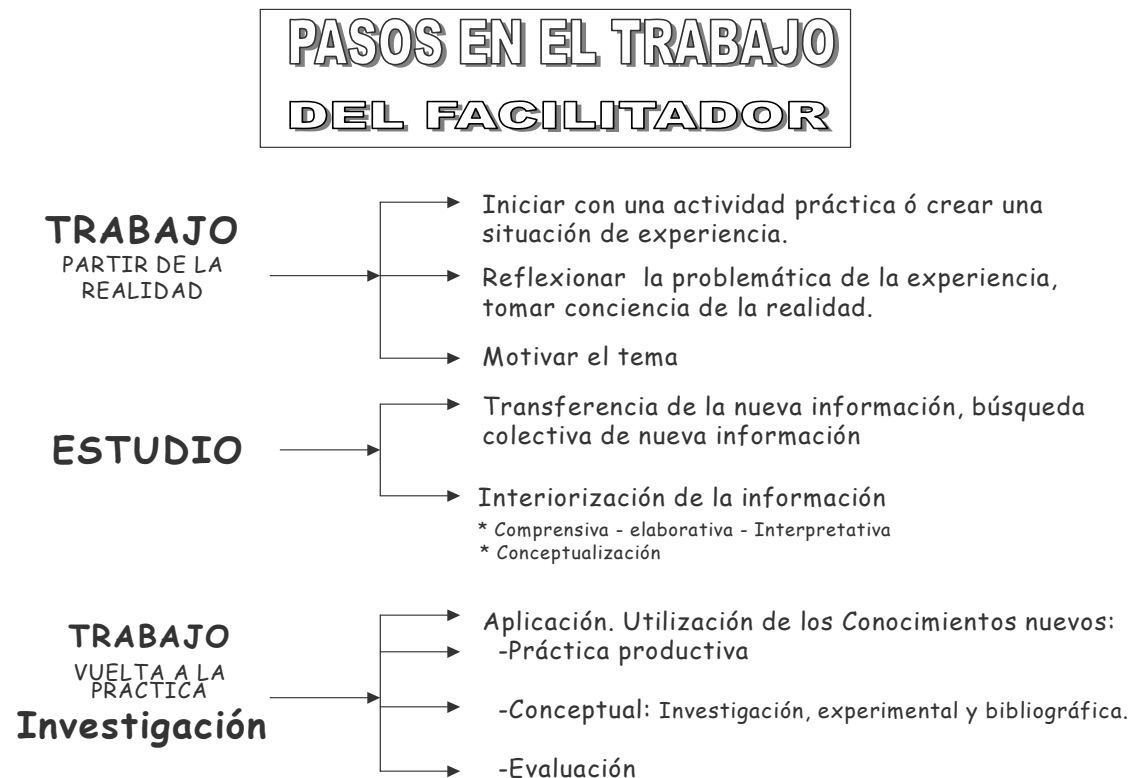 PASOS EN EL TRABAJO
DEL FACILITADOR
TRABAJO
PARTIR DE LA
REALIDAD
Iniciar con una actividad práctica ó crear una
situación de experiencia.
Reflexionar la problemática de la experiencia,
tomar conciencia de la realidad.
Motivar el tema
ESTUDIO
Transferencia de la nueva información, búsqueda
colectiva de nueva información
Interiorización de la información
* Comprensiva - elaborativa - Interpretativa
* Conceptualización
TRABAJO
VUELTA A LA
PRACTICA
Investigación
Aplicación. Utilización de los Conocimientos nuevos:
-Práctica productiva
-Conceptual: Investigación, experimental y bibliográfica.
-Evaluación